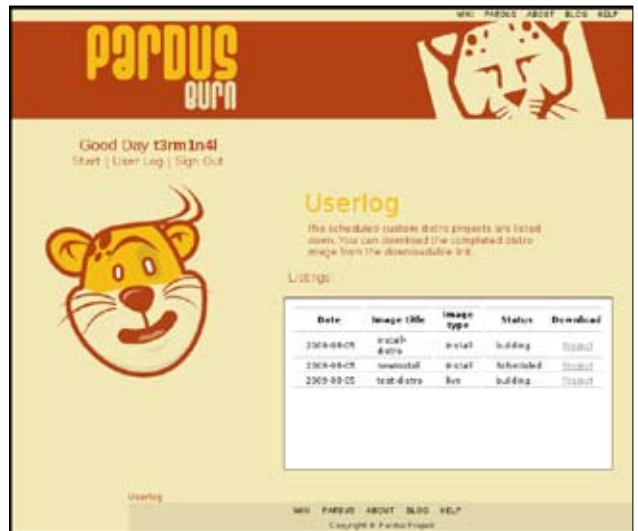 WIKI PARDUS ABOUT BLOG HELP
PARDUS
BURN
Good Day t3rm1n4l
Start | User Log | Sign Out
Userlog
The scheduled custom distro projects are listed
down. You can download the completed distro
image from the downloadable link.
Listings:
Date Image title Image type Status Download
2009-08-05 install-distro install building Project
2009-08-05 newinstall install Scheduled Project
2009-08-05 test-distro live building Project
Userlog
WIKI PARDUS ABOUT BLOG HELP
Copyright © Pardus Projesi